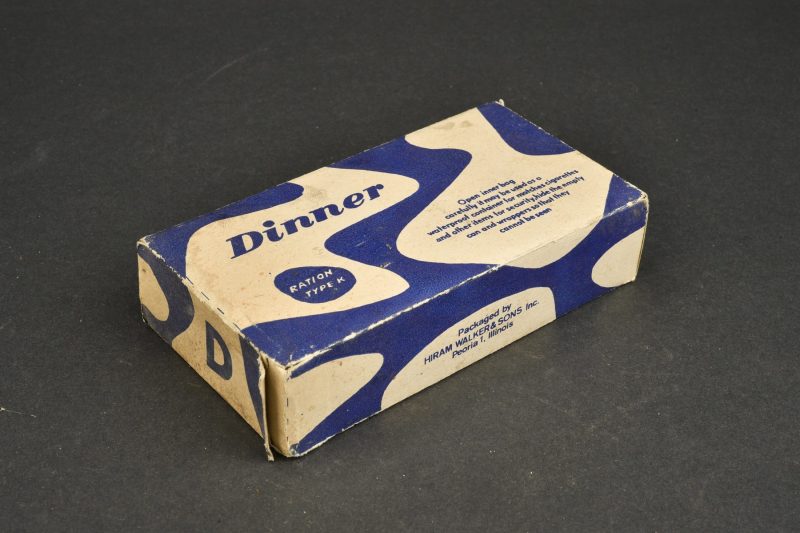 Dinner
RATION
TYPE K
Open inner bag
carefully it may be used as a
waterproof container for matches cigarettes
and other items for security,hide the empty
can and wrappers so that they
cannot be seen
D
Packaged by
HIRAM WALKER & SONS Inc.
Peoria 1, Illinois